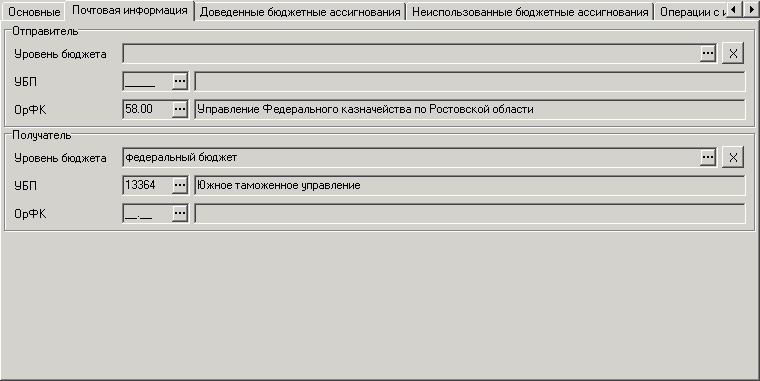 Основные Почтовая информация Доведенные бюджетные ассигнования Неиспользованные бюджетные ассигнования Операции с и
Отправитель
Уровень бюджета ... X
УБП _____ ...
ОрФК 58.00 ... Управление Федерального казначейства по Ростовской области
Получатель
Уровень бюджета Федеральный бюджет ... X
УБП 13364 ... Южное таможенное управление
ОрФК __.__ ...